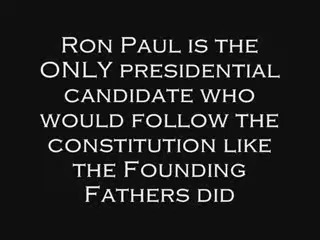 Ron Paul is the
ONLY presidential
candidate who
would follow the
constitution like
the Founding
Fathers did